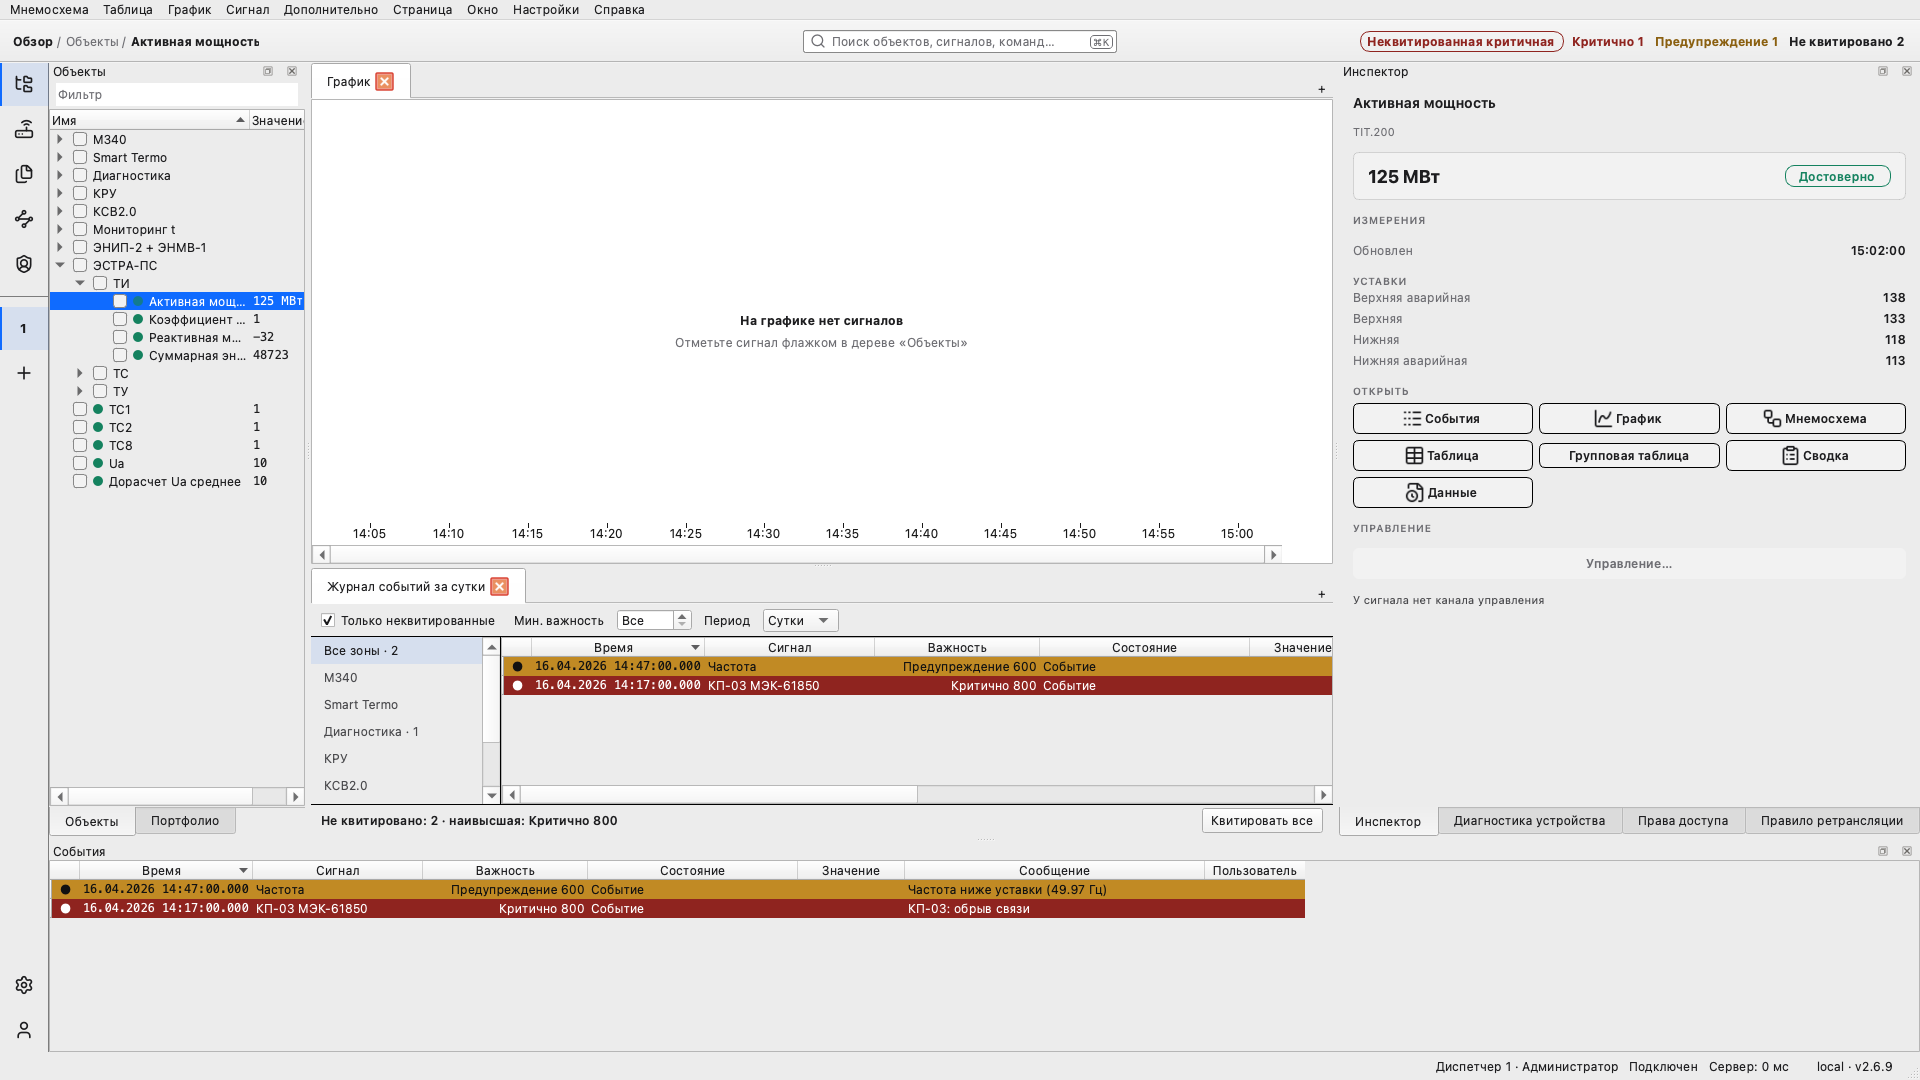 Мнемосхема Таблица График Сигнал Дополнительно Страница Окно Настройки Справка
Обзор / Объекты / Активная мощность
Поиск объектов, сигналов, команд... ⌘K
Неквитированная критичная Критично 1 Предупреждение 1 Не квитировано 2
Объекты
Фильтр
Имя Значени
M340
Smart Termo
Диагностика
КРУ
КСВ2.0
Мониторинг t
ЭНИП-2 + ЭНМВ-1
ЭСТРА-ПС
ТИ
Активная мощ... 125 МВт
Коэффициент ... 1
Реактивная м... −32
Суммарная эн... 48723
ТС
ТУ
ТС1 1
ТС2 1
ТС8 1
Ua 10
Дорасчет Ua среднее 10
Объекты Портфолио
1
График
+
На графике нет сигналов
Отметьте сигнал флажком в дереве «Объекты»
14:05 14:10 14:15 14:20 14:25 14:30 14:35 14:40 14:45 14:50 14:55 15:00
Журнал событий за сутки
+
Только неквитированные Мин. важность Все Период Сутки
Все зоны · 2
M340
Smart Termo
Диагностика · 1
КРУ
КСВ2.0
Время Сигнал Важность Состояние Значение
16.04.2026 14:47:00.000 Частота Предупреждение 600 Событие
16.04.2026 14:17:00.000 КП-03 МЭК-61850 Критично 800 Событие
Не квитировано: 2 · наивысшая: Критично 800
Квитировать все
Инспектор
Активная мощность
TIT.200
125 МВт Достоверно
ИЗМЕРЕНИЯ
Обновлен 15:02:00
УСТАВКИ
Верхняя аварийная 138
Верхняя 133
Нижняя 118
Нижняя аварийная 113
ОТКРЫТЬ
События График Мнемосхема
Таблица Групповая таблица Сводка
Данные
УПРАВЛЕНИЕ
Управление...
У сигнала нет канала управления
Инспектор Диагностика устройства Права доступа Правило ретрансляции
События
Время Сигнал Важность Состояние Значение Сообщение Пользователь
16.04.2026 14:47:00.000 Частота Предупреждение 600 Событие Частота ниже уставки (49.97 Гц)
16.04.2026 14:17:00.000 КП-03 МЭК-61850 Критично 800 Событие КП-03: обрыв связи
Диспетчер 1 · Администратор Подключен Сервер: 0 мс local · v2.6.9